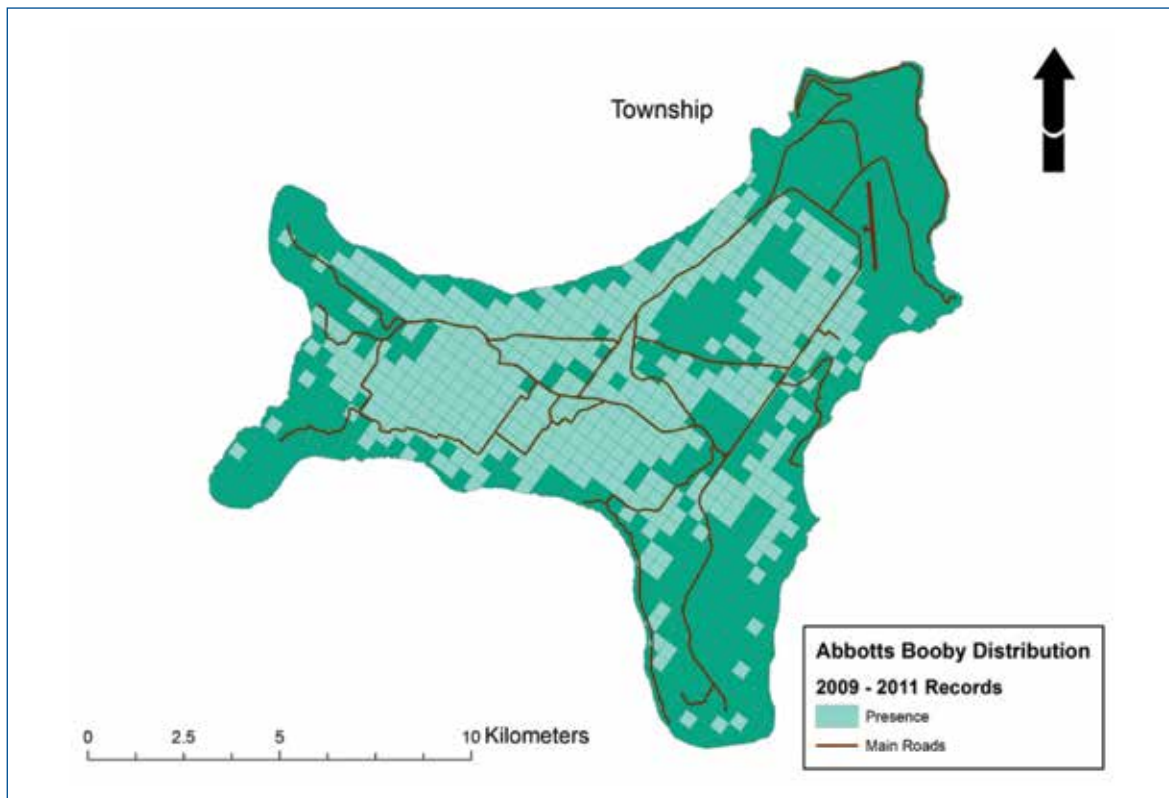 Township
Abbotts Booby Distribution
2009 - 2011 Records
Presence
Main Roads
0 2.5 5 10 Kilometers